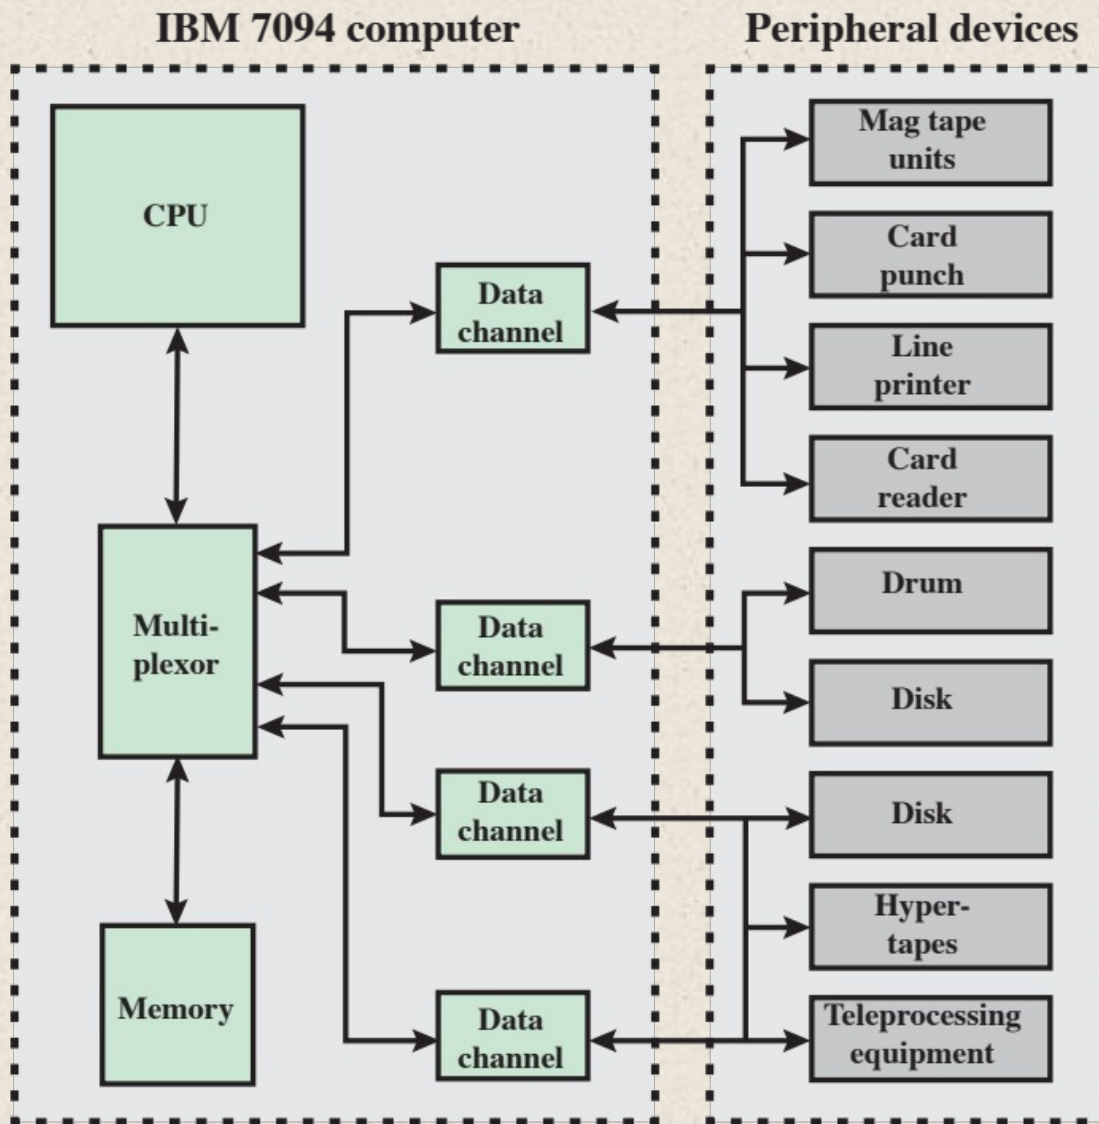 IBM 7094 computer
Peripheral devices
CPU
Multi-
plexor
Memory
Data
channel
Data
channel
Data
channel
Data
channel
Mag tape
units
Card
punch
Line
printer
Card
reader
Drum
Disk
Disk
Hyper-
tapes
Teleprocessing
equipment